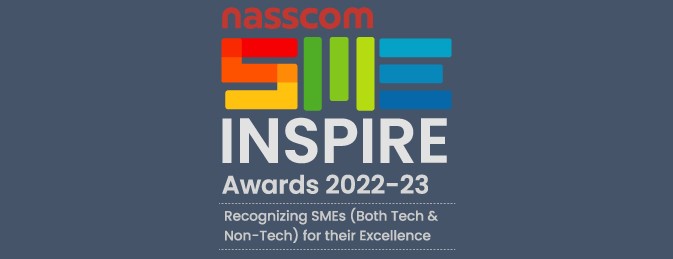 nasscom
SME
INSPIRE
Awards 2022-23
Recognizing SMEs (Both Tech &
Non-Tech) for their Excellence